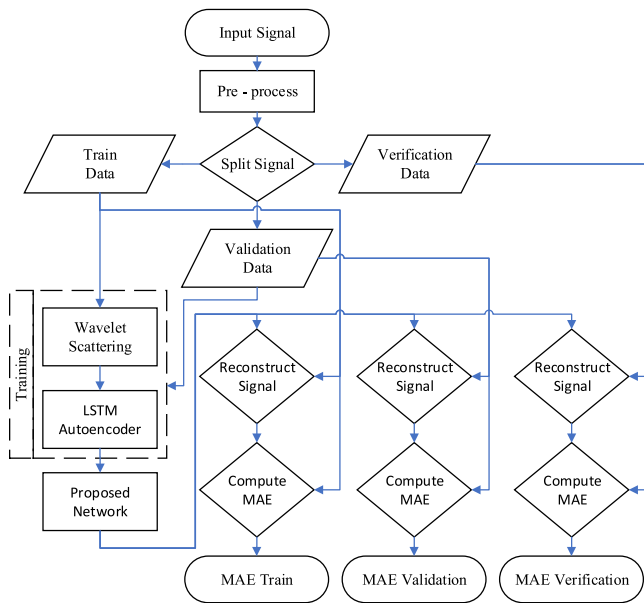 Input Signal
Pre - process
Train
Data
Split Signal
Verification
Data
Validation
Data
Training
Wavelet
Scattering
LSTM
Autoencoder
Proposed
Network
Reconstruct
Signal
Reconstruct
Signal
Reconstruct
Signal
Compute
MAE
Compute
MAE
Compute
MAE
MAE Train
MAE Validation
MAE Verification